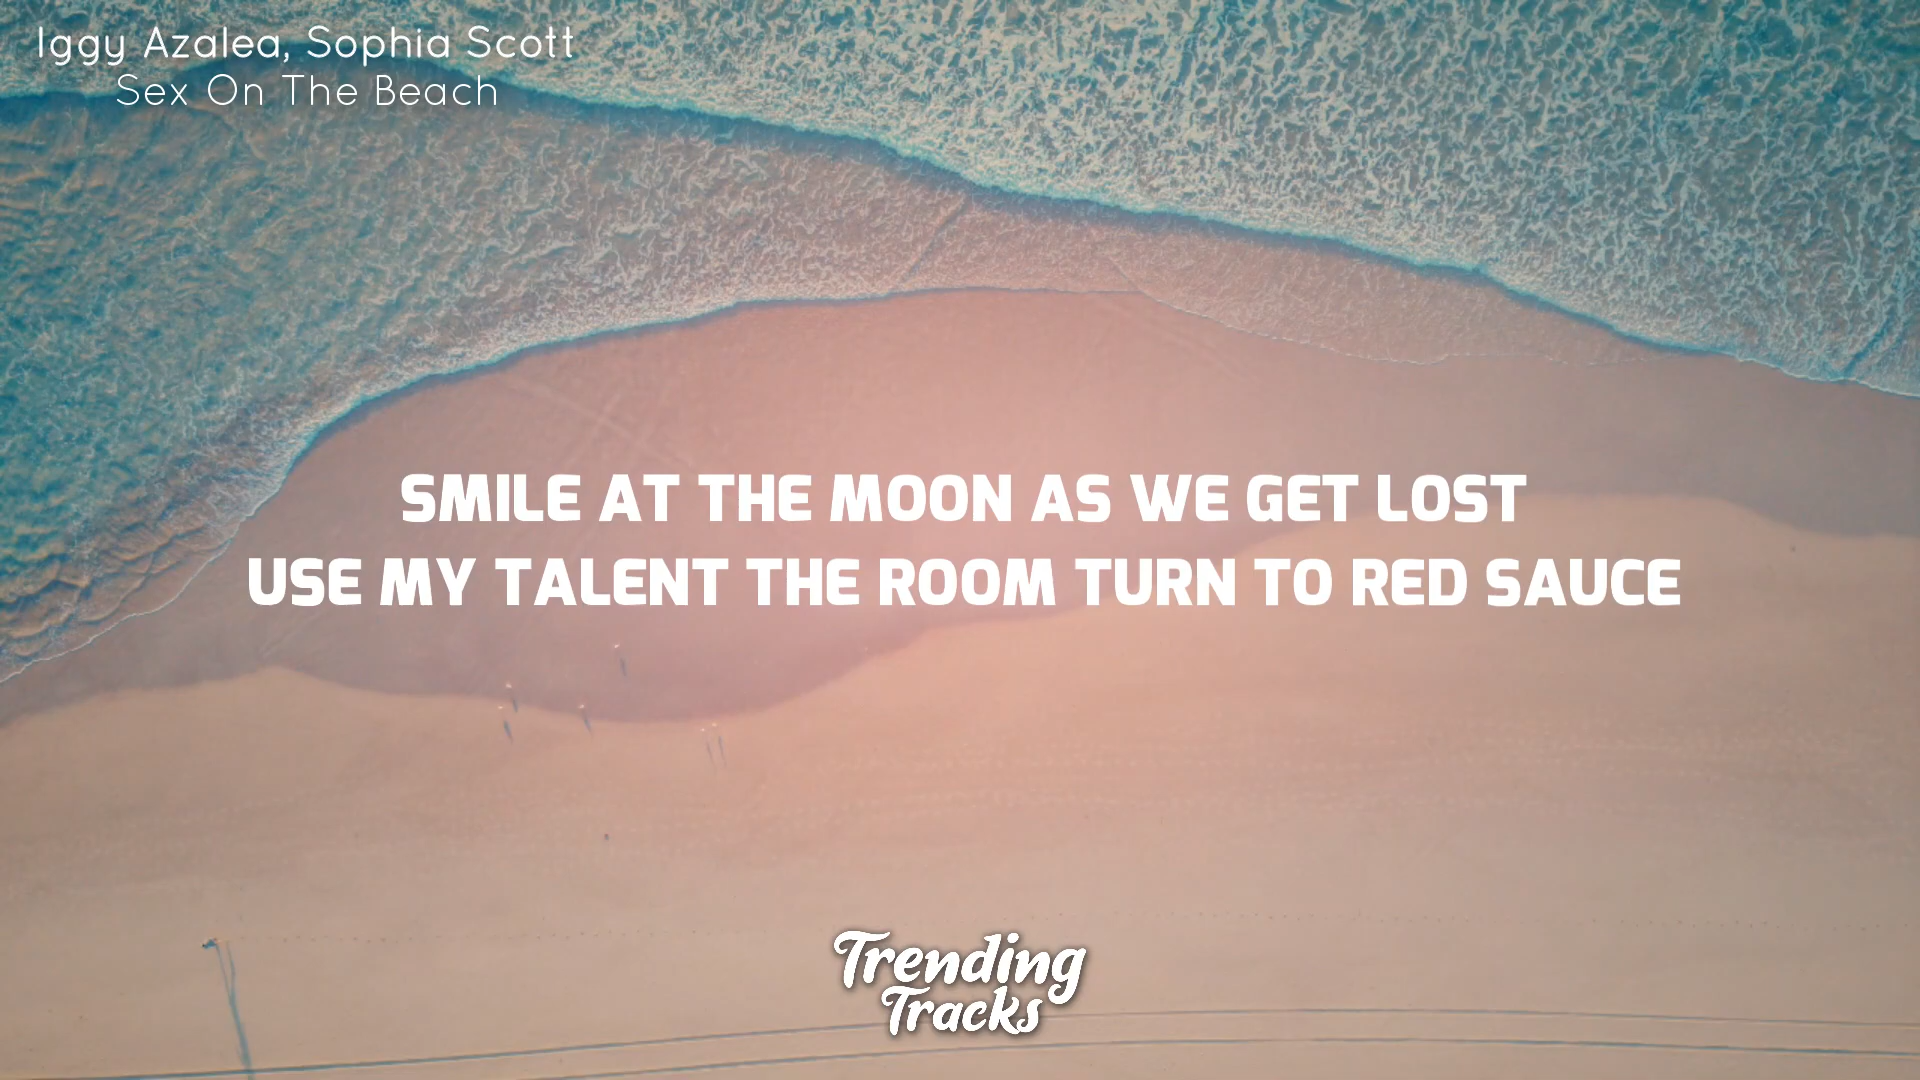 Iggy Azalea, Sophia Scott
Sex On The Beach
SMILE AT THE MOON AS WE GET LOST
USE MY TALENT THE ROOM TURN TO RED SAUCE
Trending
Tracks